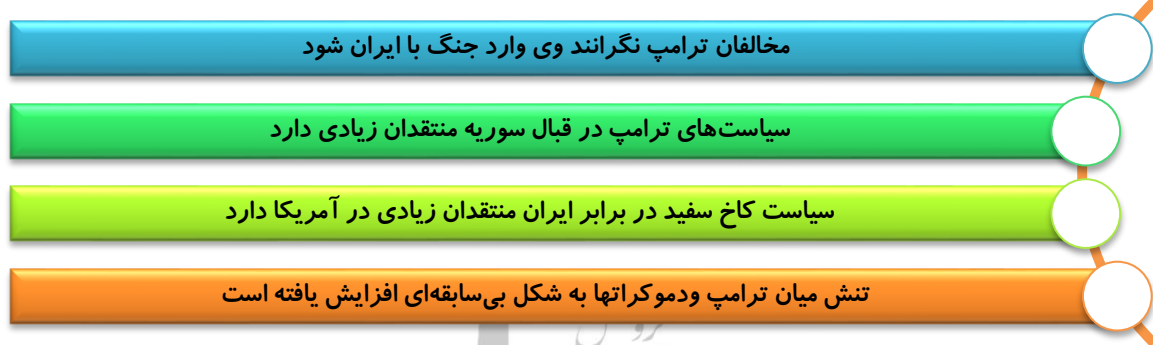 مخالفان ترامپ نگرانند وی وارد جنگ با ایران شود
سیاست‌های ترامپ در قبال سوریه منتقدان زیادی دارد
سیاست کاخ سفید در برابر ایران منتقدان زیادی در آمریکا دارد
تنش میان ترامپ ودموکراتها به شکل بی‌سابقه‌ای افزایش یافته است